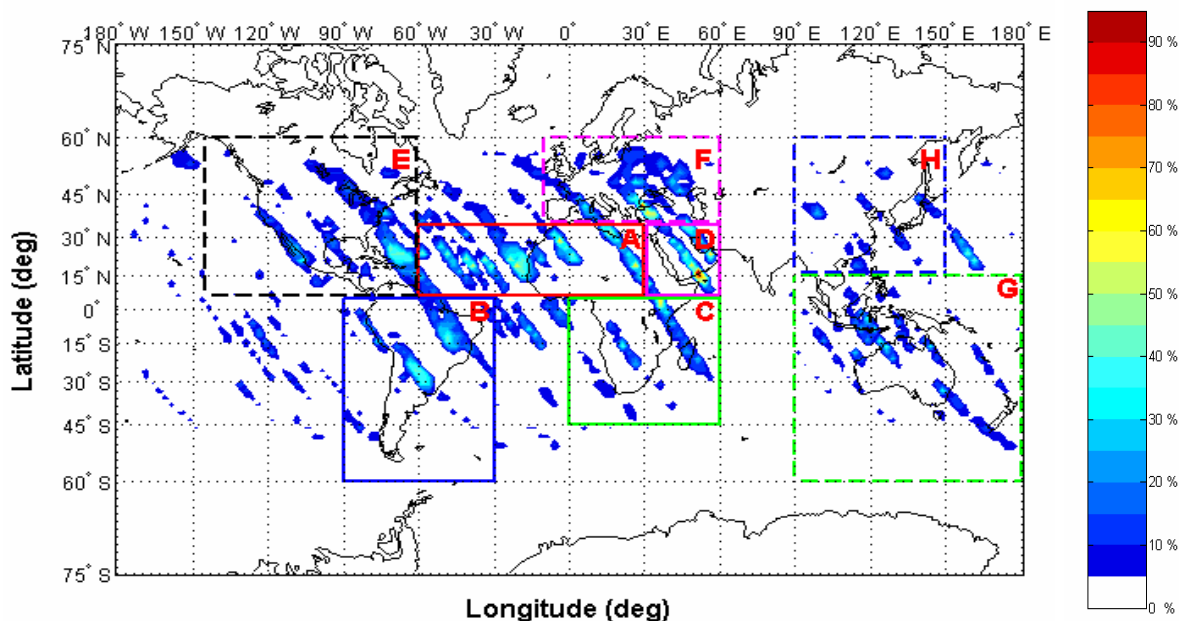 180° W 150° W 120° W 90° W 60° W 30° W 0° 30° E 60° E 90° E 120° E 150° E 180° E
75° N
60° N
45° N
30° N
15° N
0°
15° S
30° S
45° S
60° S
75° S
Latitude (deg)
Longitude (deg)
E
F
H
A
D
B
C
G
90 %
80 %
70 %
60 %
50 %
40 %
30 %
20 %
10 %
0 %